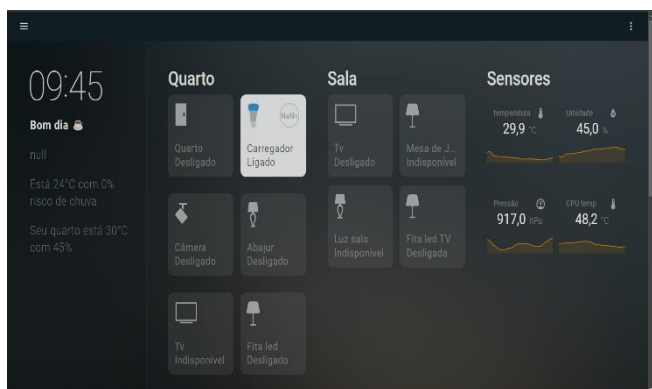 09:45
Bom dia
null
Está 24°C com 0%
risco de chuva
Seu quarto está 30°C
com 45%
Quarto
Quarto
Desligado
NaN%
Carregador
Ligado
Câmera
Desligado
Abajur
Desligado
Tv
Indisponível
Fita led
Desligado
Sala
Tv
Desligado
Mesa de J...
Indisponível
Luz sala
Indisponível
Fita led TV
Desligada
Sensores
temperatura
29,9 °C
Umidade
45,0 %
Pressão
917,0 hPa
CPU temp
48,2 °C